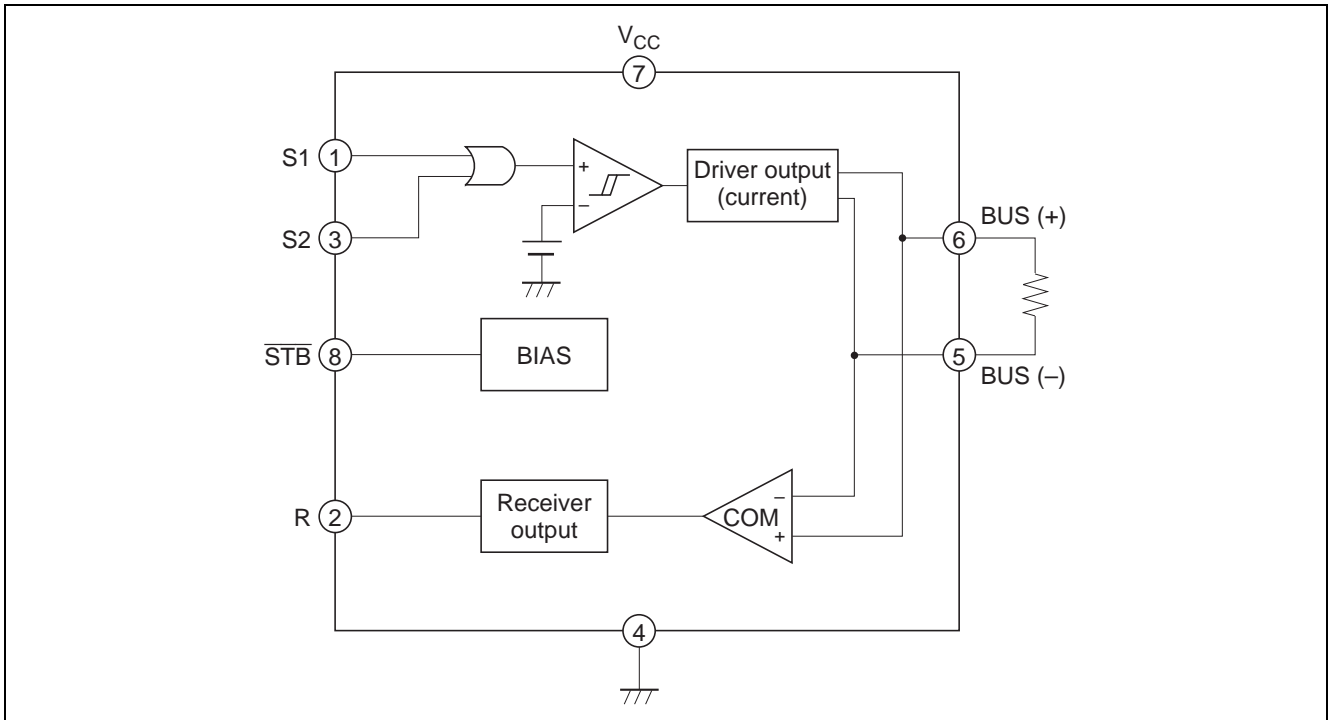 VCC
7
S1 1
+
Driver output
(current)
−
S2 3
BUS (+)
6
STB 8
BIAS
5
BUS (–)
R 2
Receiver
output
COM
−
+
4